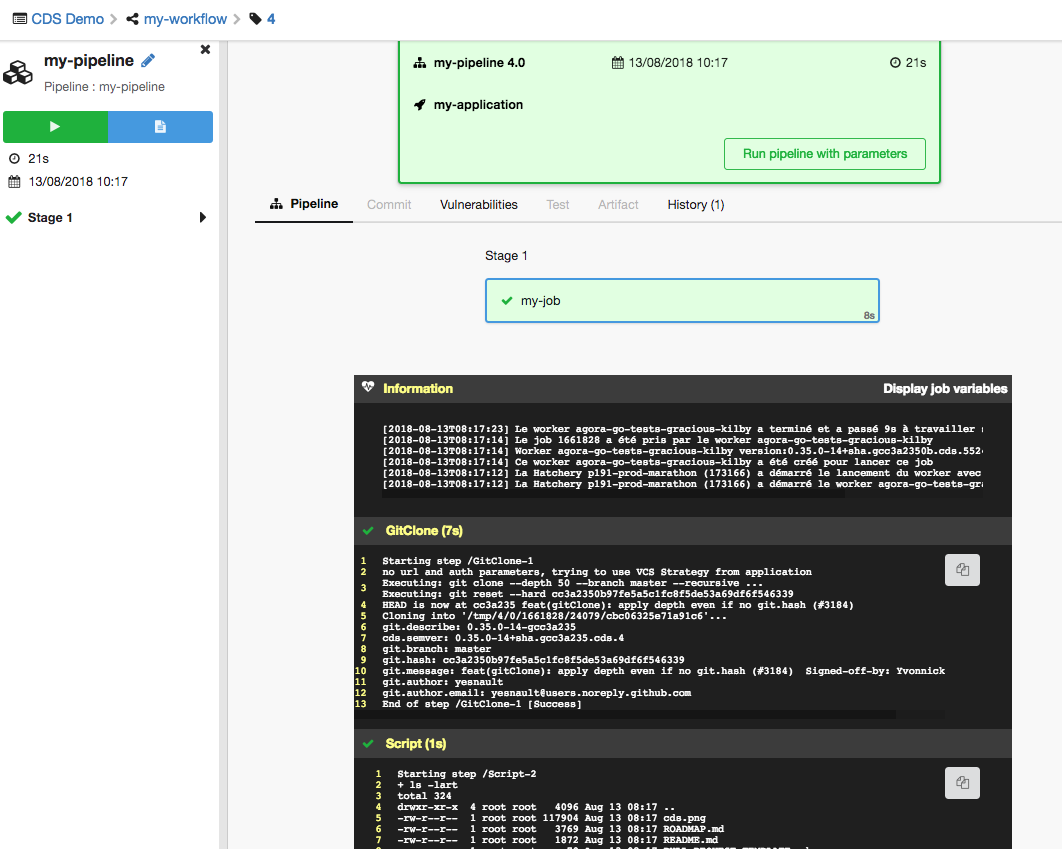 CDS Demo my-workflow 4
my-pipeline
Pipeline : my-pipeline
21s
13/08/2018 10:17
Stage 1
my-pipeline 4.0 13/08/2018 10:17 21s
my-application
Run pipeline with parameters
Pipeline Commit Vulnerabilities Test Artifact History (1)
Stage 1
my-job
8s
Information Display job variables
[2018-08-13T08:17:23] Le worker agora-go-tests-gracious-kilby a terminé et a passé 9s à travailler
[2018-08-13T08:17:14] Le job 1661828 a été pris par le worker agora-go-tests-gracious-kilby
[2018-08-13T08:17:14] Worker agora-go-tests-gracious-kilby version:0.35.0-14+sha.gcc3a2350b.cds.552
[2018-08-13T08:17:14] Ce worker agora-go-tests-gracious-kilby a été créé pour lancer ce job
[2018-08-13T08:17:12] La Hatchery p191-prod-marathon (173166) a démarré le lancement du worker avec
[2018-08-13T08:17:12] La Hatchery p191-prod-marathon (173166) a démarré le worker agora-go-tests-gr
GitClone (7s)
1 Starting step /GitClone-1
2 no url and auth parameters, trying to use VCS Strategy from application
Executing: git clone --depth 50 --branch master --recursive ...
3 Executing: git reset --hard cc3a2350b97fe5a5c1fc8f5de53a69df6f546339
4 HEAD is now at cc3a235 feat(gitClone): apply depth even if no git.hash (#3184)
5 Cloning into '/tmp/4/0/1661828/24079/cbc06325e71a91c6'...
6 git.describe: 0.35.0-14-gcc3a235
7 cds.semver: 0.35.0-14+sha.gcc3a235.cds.4
8 git.branch: master
9 git.hash: cc3a2350b97fe5a5c1fc8f5de53a69df6f546339
10 git.message: feat(gitClone): apply depth even if no git.hash (#3184) Signed-off-by: Yvonnick
11 git.author: yesnault
12 git.author.email: yesnault@users.noreply.github.com
13 End of step /GitClone-1 [Success]
Script (1s)
1 Starting step /Script-2
2 + ls -lart
3 total 324
4 drwxr-xr-x 4 root root 4096 Aug 13 08:17 ..
5 -rw-r--r-- 1 root root 117904 Aug 13 08:17 cds.png
6 -rw-r--r-- 1 root root 3769 Aug 13 08:17 ROADMAP.md
7 -rw-r--r-- 1 root root 1872 Aug 13 08:17 README.md